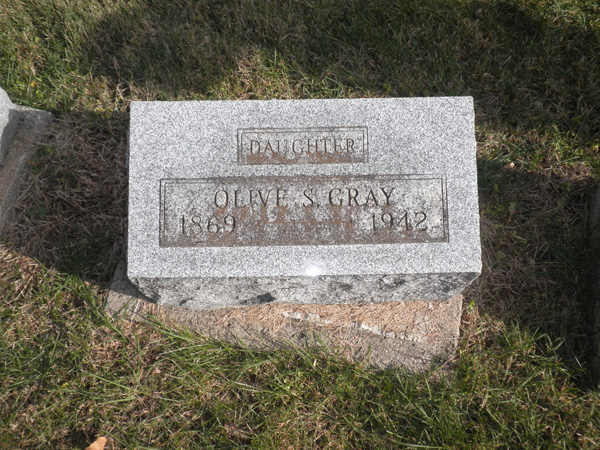 DAUGHTER
OLIVE S. GRAY
1869 1942